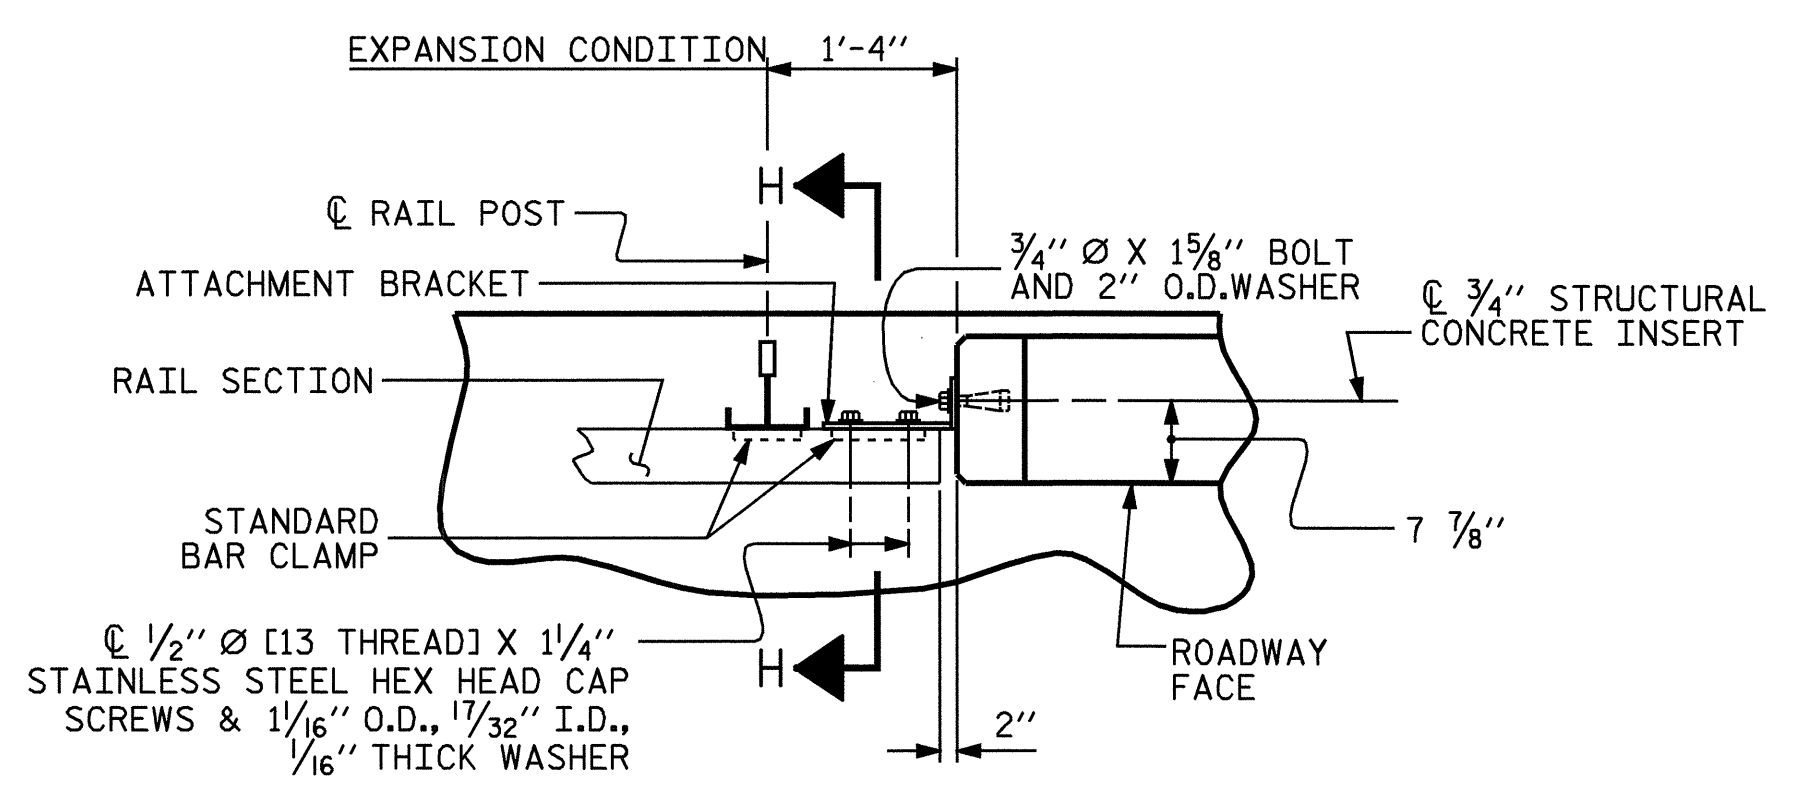 EXPANSION CONDITION
1'-4"
H
℄ RAIL POST
ATTACHMENT BRACKET
3/4" Ø X 1 5/8" BOLT
AND 2" O.D.WASHER
℄ 3/4" STRUCTURAL
CONCRETE INSERT
RAIL SECTION
STANDARD
BAR CLAMP
7 7/8"
℄ 1/2" Ø [13 THREAD] X 1 1/4"
STAINLESS STEEL HEX HEAD CAP
SCREWS & 1 1/16" O.D., 17/32" I.D.,
1/16" THICK WASHER
H
ROADWAY
FACE
2"